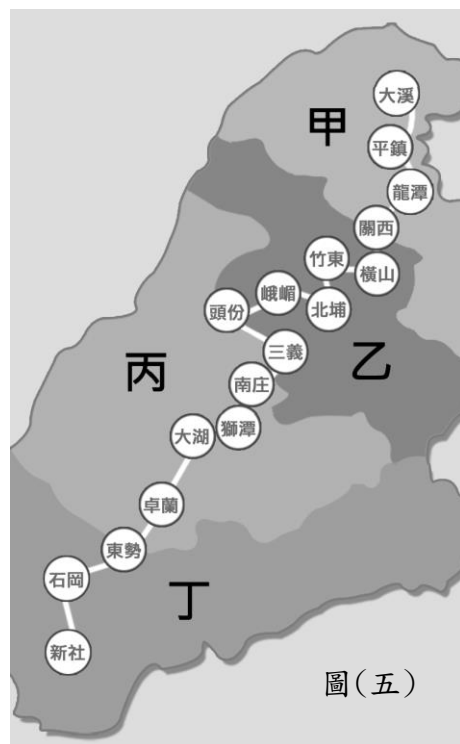 大溪
甲
平鎮
龍潭
關西
竹東
橫山
峨嵋
北埔
頭份
三義
乙
丙
南庄
獅潭
大湖
卓蘭
東勢
石岡
丁
新社
圖(五)